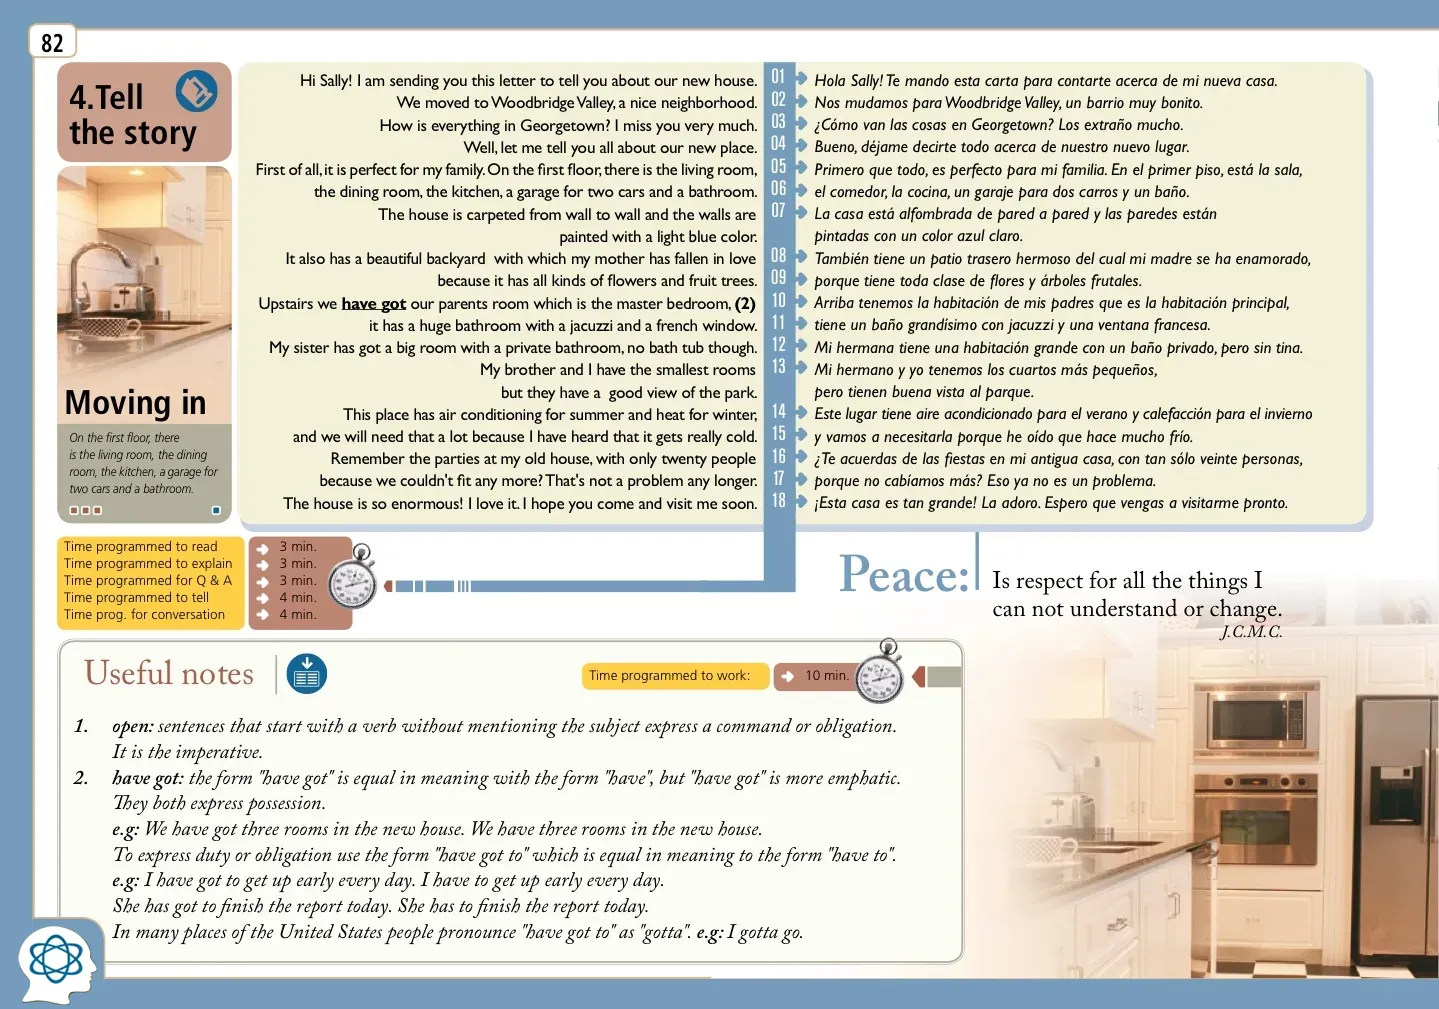 82
4.Tell
the story
Moving in
On the first floor, there
is the living room, the dining
room, the kitchen, a garage for
two cars and a bathroom.
Hi Sally! I am sending you this letter to tell you about our new house.
We moved to Woodbridge Valley, a nice neighborhood.
How is everything in Georgetown? I miss you very much.
Well, let me tell you all about our new place.
First of all, it is perfect for my family. On the first floor, there is the living room,
the dining room, the kitchen, a garage for two cars and a bathroom.
The house is carpeted from wall to wall and the walls are
painted with a light blue color.
It also has a beautiful backyard with which my mother has fallen in love
because it has all kinds of flowers and fruit trees.
Upstairs we have got our parents room which is the master bedroom, (2)
it has a huge bathroom with a jacuzzi and a french window.
My sister has got a big room with a private bathroom, no bath tub though.
My brother and I have the smallest rooms
but they have a good view of the park.
This place has air conditioning for summer and heat for winter,
and we will need that a lot because I have heard that it gets really cold.
Remember the parties at my old house, with only twenty people
because we couldn't fit any more? That's not a problem any longer.
The house is so enormous! I love it. I hope you come and visit me soon.
01
02
03
04
05
06
07
08
09
10
11
12
13
14
15
16
17
18
Hola Sally! Te mando esta carta para contarte acerca de mi nueva casa.
Nos mudamos para Woodbridge Valley, un barrio muy bonito.
¿Cómo van las cosas en Georgetown? Los extraño mucho.
Bueno, déjame decirte todo acerca de nuestro nuevo lugar.
Primero que todo, es perfecto para mi familia. En el primer piso, está la sala,
el comedor, la cocina, un garaje para dos carros y un baño.
La casa está alfombrada de pared a pared y las paredes están
pintadas con un color azul claro.
También tiene un patio trasero hermoso del cual mi madre se ha enamorado,
porque tiene toda clase de flores y árboles frutales.
Arriba tenemos la habitación de mis padres que es la habitación principal,
tiene un baño grandísimo con jacuzzi y una ventana francesa.
Mi hermana tiene una habitación grande con un baño privado, pero sin tina.
Mi hermano y yo tenemos los cuartos más pequeños,
pero tienen buena vista al parque.
Este lugar tiene aire acondicionado para el verano y calefacción para el invierno
y vamos a necesitarla porque he oído que hace mucho frío.
¿Te acuerdas de las fiestas en mi antigua casa, con tan sólo veinte personas,
porque no cabíamos más? Eso ya no es un problema.
¡Esta casa es tan grande! La adoro. Espero que vengas a visitarme pronto.
Time programmed to read 3 min.
Time programmed to explain 3 min.
Time programmed for Q & A 3 min.
Time programmed to tell 4 min.
Time prog. for conversation 4 min.
Peace:
Is respect for all the things I
can not understand or change.
J.C.M.C.
Useful notes
Time programmed to work: 10 min.
1. open: sentences that start with a verb without mentioning the subject express a command or obligation.
It is the imperative.
2. have got: the form "have got" is equal in meaning with the form "have", but "have got" is more emphatic.
They both express possession.
e.g: We have got three rooms in the new house. We have three rooms in the new house.
To express duty or obligation use the form "have got to" which is equal in meaning to the form "have to".
e.g: I have got to get up early every day. I have to get up early every day.
She has got to finish the report today. She has to finish the report today.
In many places of the United States people pronounce "have got to" as "gotta". e.g: I gotta go.